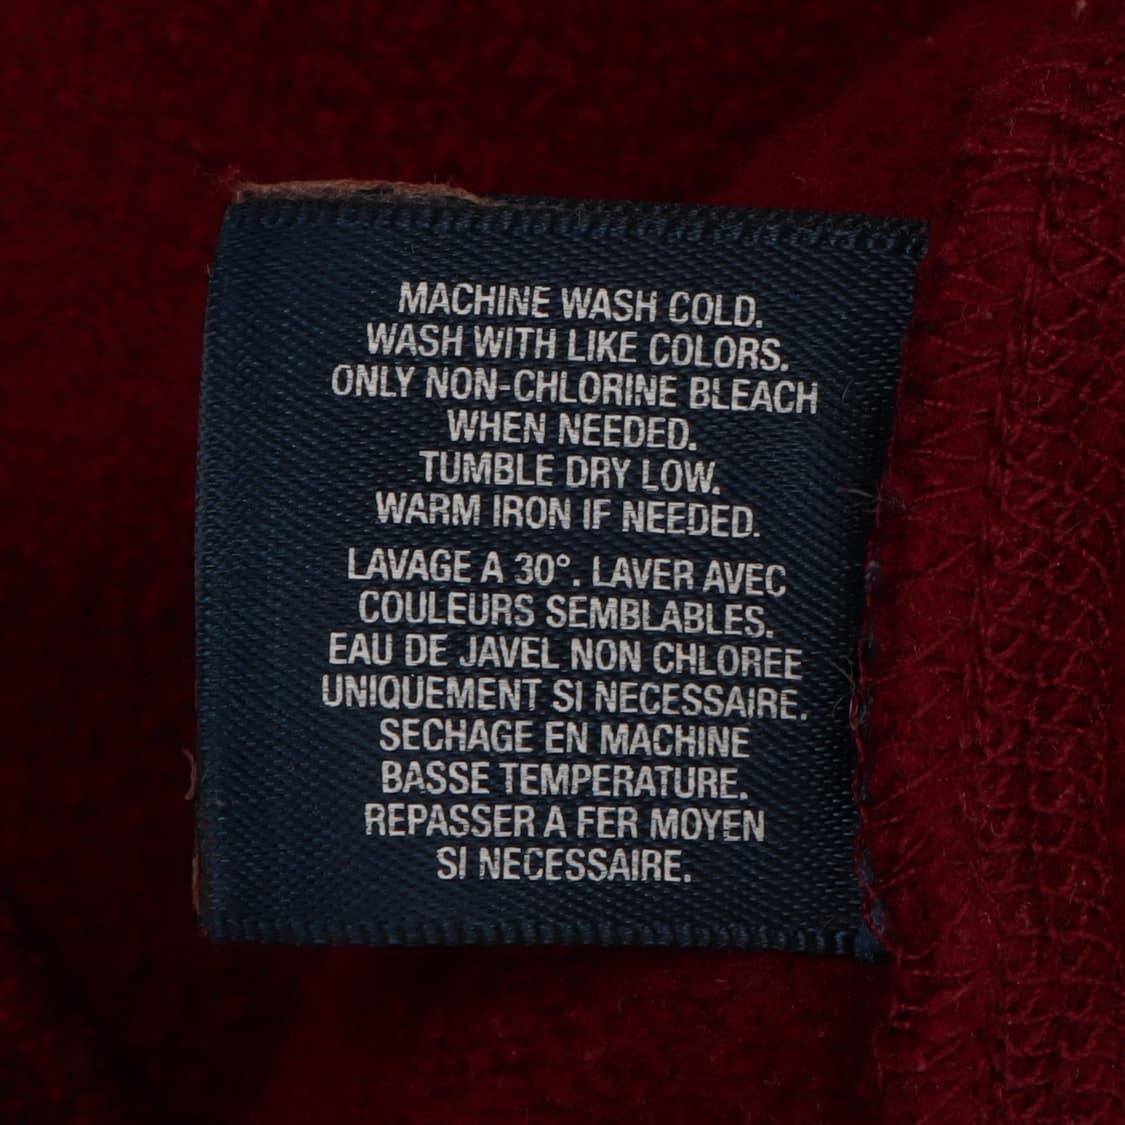 MACHINE WASH COLD.
WASH WITH LIKE COLORS.
ONLY NON-CHLORINE BLEACH
WHEN NEEDED.
TUMBLE DRY LOW.
WARM IRON IF NEEDED.
LAVAGE A 30°. LAVER AVEC
COULEURS SEMBLABLES.
EAU DE JAVEL NON CHLOREE
UNIQUEMENT SI NECESSAIRE.
SECHAGE EN MACHINE
BASSE TEMPERATURE.
REPASSER A FER MOYEN
SI NECESSAIRE.